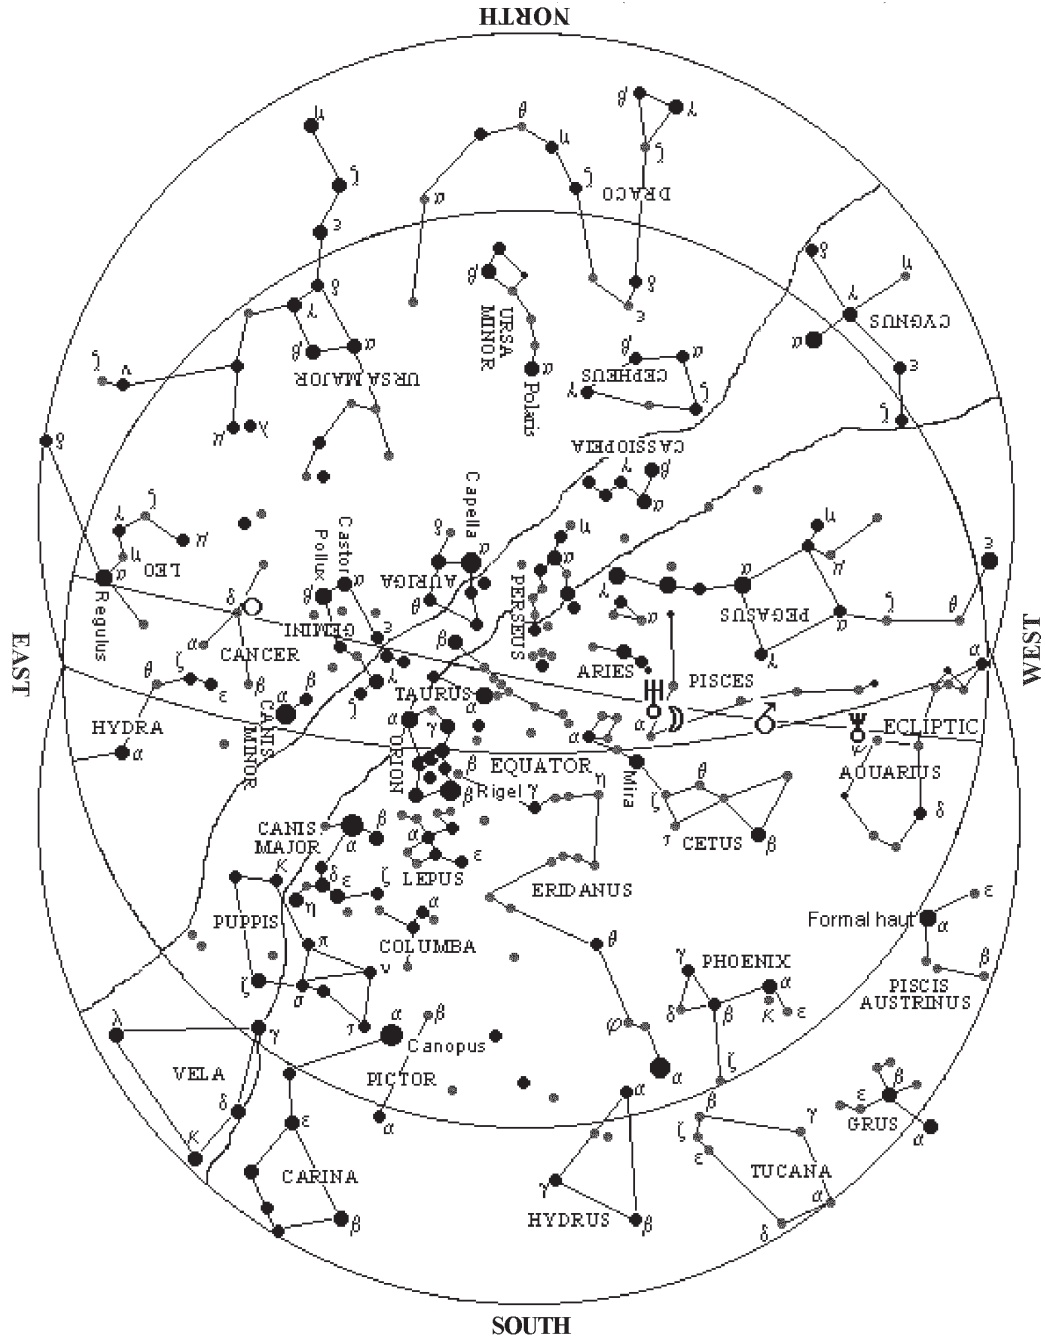 NORTH
μ
θ
β
γ
ζ
μ
ζ
α
ζ
DRACO
ε
δ
β
URSA
MINOR
δ
ε
δ
μ
γ
CYGNUS
α
ε
ζ
γ
β
α
URSA MAJOR
α
Polaris
β
α
CEPHEUS
γ
ζ
ζ
ν
μ
λ
CASSIOPEIA
γ
β
α
δ
Capella
Castor
Pollux
ζ
γ
μ
η
α
LEO
Regulus
δ
α
AURIGA
θ
η
α
PERSEUS
α
η
μ
α
PEGASUS
α
ζ
θ
ε
λ
δ
α
CANCER
β
α
β
GEMINI
ε
λ
ζ
β
ARIES
PISCES
α
EAST
WEST
θ
ζ
ε
HYDRA
α
α
β
CANIS
MINOR
TAURUS
α
α
γ
ORION
EQUATOR
Mira
ECLIPTIC
κ
AQUARIUS
δ
β
β
Rigel
γ
η
ζ
θ
τ
CETUS
β
CANIS
MAJOR
β
α
α
ε
LEPUS
κ
δ
ε
ζ
η
ERIDANUS
PUPPIS
α
COLUMBA
π
ν
θ
Formal haut
α
ε
β
PISCIS
AUSTRINUS
γ
PHOENIX
α
δ
β
κ
ε
ζ
σ
τ
α
β
Canopus
φ
ζ
λ
γ
VELA
PICTOR
α
α
δ
ε
α
β
γ
β
ε
GRUS
α
κ
ζ
ε
TUCANA
CARINA
γ
α
β
HYDRUS
β
δ
SOUTH